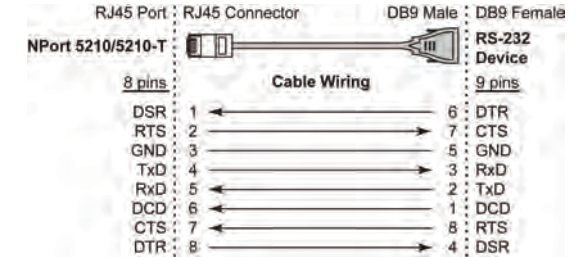 RJ45 Port RJ45 Connector DB9 Male DB9 Female
NPort 5210/5210-T RS-232
Device
8 pins Cable Wiring 9 pins
DSR 1 6 DTR
RTS 2 7 CTS
GND 3 5 GND
TxD 4 3 RxD
RxD 5 2 TxD
DCD 6 1 DCD
CTS 7 8 RTS
DTR 8 4 DSR